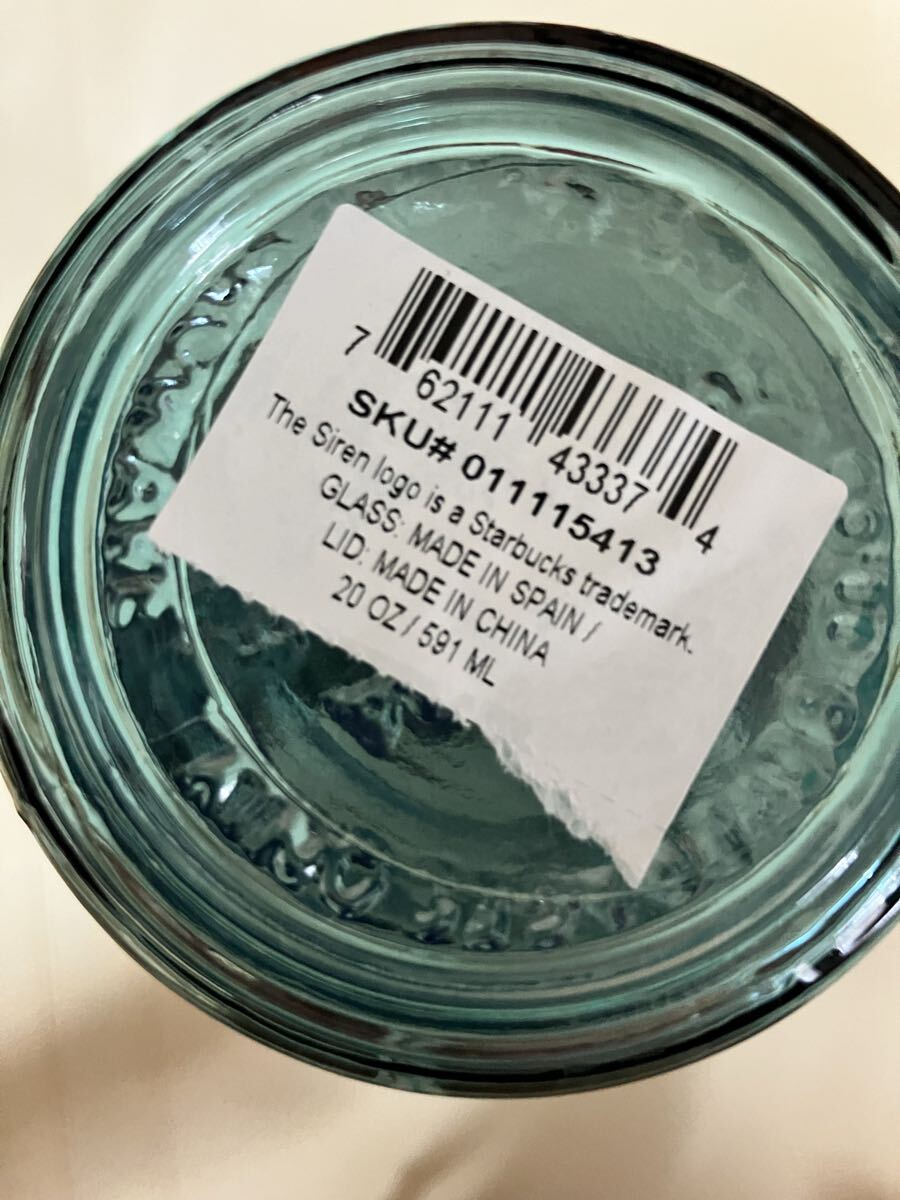 7 62111 43337 4
SKU# 011115413
The Siren logo is a Starbucks trademark.
GLASS: MADE IN SPAIN /
LID: MADE IN CHINA
20 OZ / 591 ML